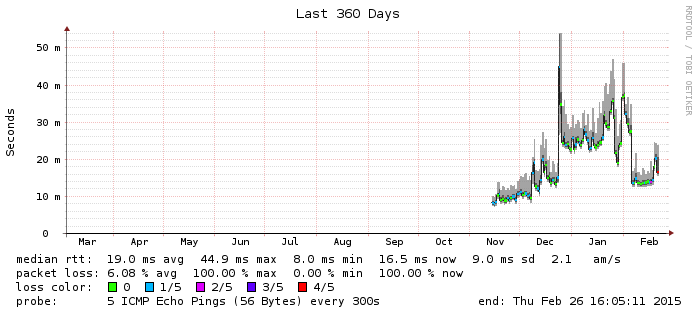 Last 360 Days
RRDTOOL / TOBI OETIKER
Seconds
50 m
40 m
30 m
20 m
10 m
0
Mar Apr May Jun Jul Aug Sep Oct Nov Dec Jan Feb
median rtt: 19.0 ms avg 44.9 ms max 8.0 ms min 16.5 ms now 9.0 ms sd 2.1 am/s
packet loss: 6.08 % avg 100.00 % max 0.00 % min 100.00 % now
loss color: 0 1/5 2/5 3/5 4/5
probe: 5 ICMP Echo Pings (56 Bytes) every 300s end: Thu Feb 26 16:05:11 2015